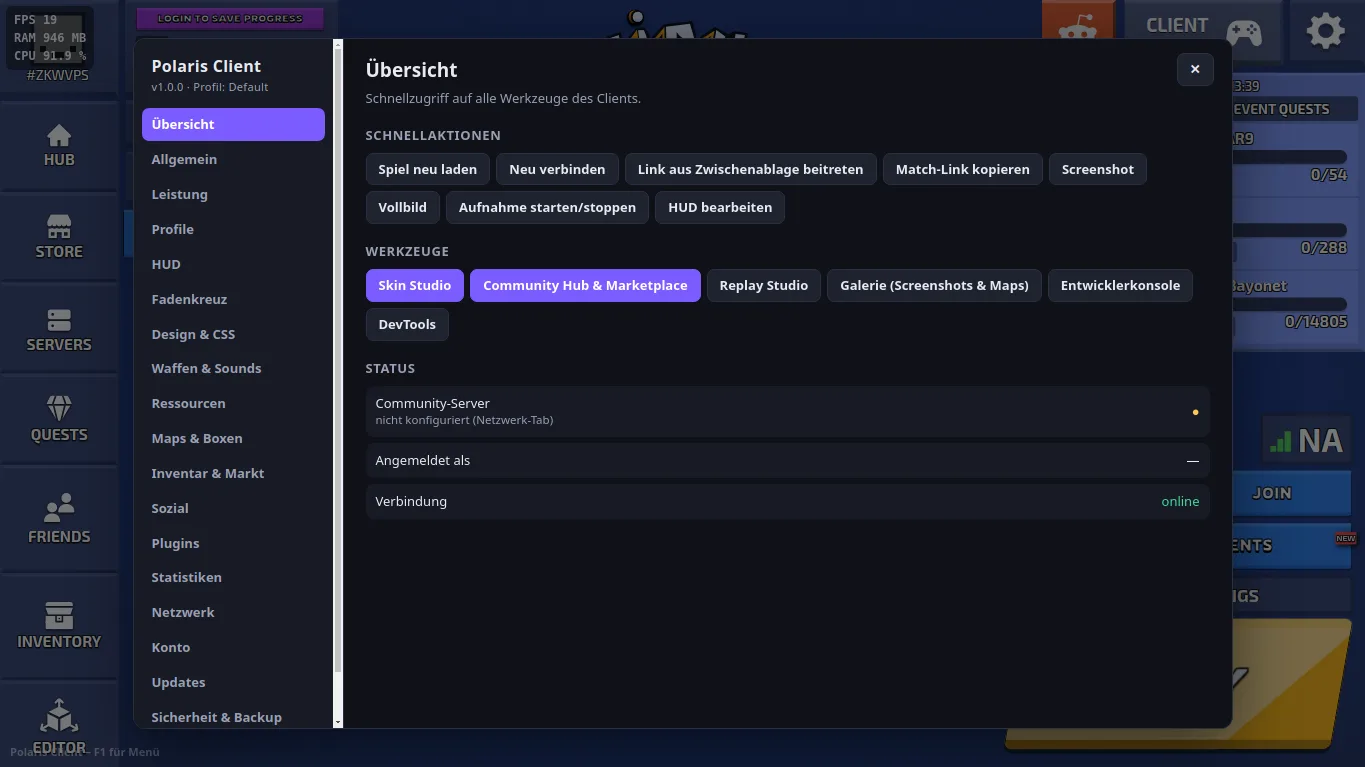 FPS 19
RAM 946 MB
CPU 91.9 %
#ZKWVPS
HUB
STORE
SERVERS
QUESTS
FRIENDS
INVENTORY
EDITOR
Polaris Client – F1 für Menü
LOGIN TO SAVE PROGRESS
CLIENT
Polaris Client
v1.0.0 · Profil: Default
Übersicht
Allgemein
Leistung
Profile
HUD
Fadenkreuz
Design & CSS
Waffen & Sounds
Ressourcen
Maps & Boxen
Inventar & Markt
Sozial
Plugins
Statistiken
Netzwerk
Konto
Updates
Sicherheit & Backup
Übersicht
×
Schnellzugriff auf alle Werkzeuge des Clients.
SCHNELLAKTIONEN
Spiel neu laden Neu verbinden Link aus Zwischenablage beitreten Match-Link kopieren Screenshot
Vollbild Aufnahme starten/stoppen HUD bearbeiten
WERKZEUGE
Skin Studio Community Hub & Marketplace Replay Studio Galerie (Screenshots & Maps) Entwicklerkonsole
DevTools
STATUS
Community-Server
nicht konfiguriert (Netzwerk-Tab)
Angemeldet als —
Verbindung online
3:39
EVENT QUESTS
AR9
0/54
0/288
Bayonet
0/14805
NA
JOIN
ENTS
NEW
NGS